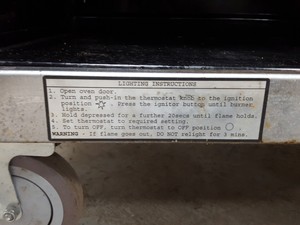 LIGHTING INSTRUCTIONS
1. Open oven door.
2. Turn and push-in the thermostat knob to the ignition
position . Press the ignitor button until burner
lights.
3. Hold depressed for a further 20secs until flame holds.
4. Set thermostat to required setting.
5. To turn OFF, turn thermostat to OFF position .
WARNING - If flame goes out, DO NOT relight for 3 mins.